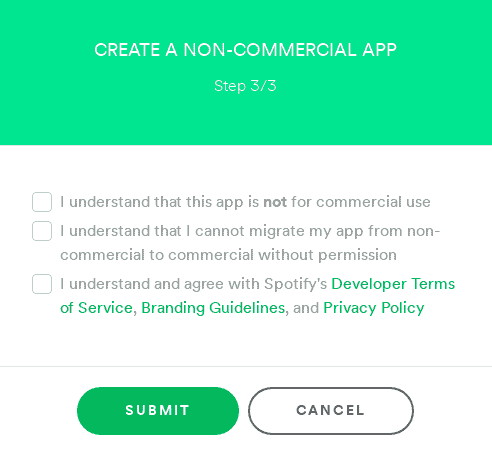 CREATE A NON-COMMERCIAL APP
Step 3/3
I understand that this app is not for commercial use
I understand that I cannot migrate my app from non-
commercial to commercial without permission
I understand and agree with Spotify's Developer Terms
of Service, Branding Guidelines, and Privacy Policy
SUBMIT CANCEL